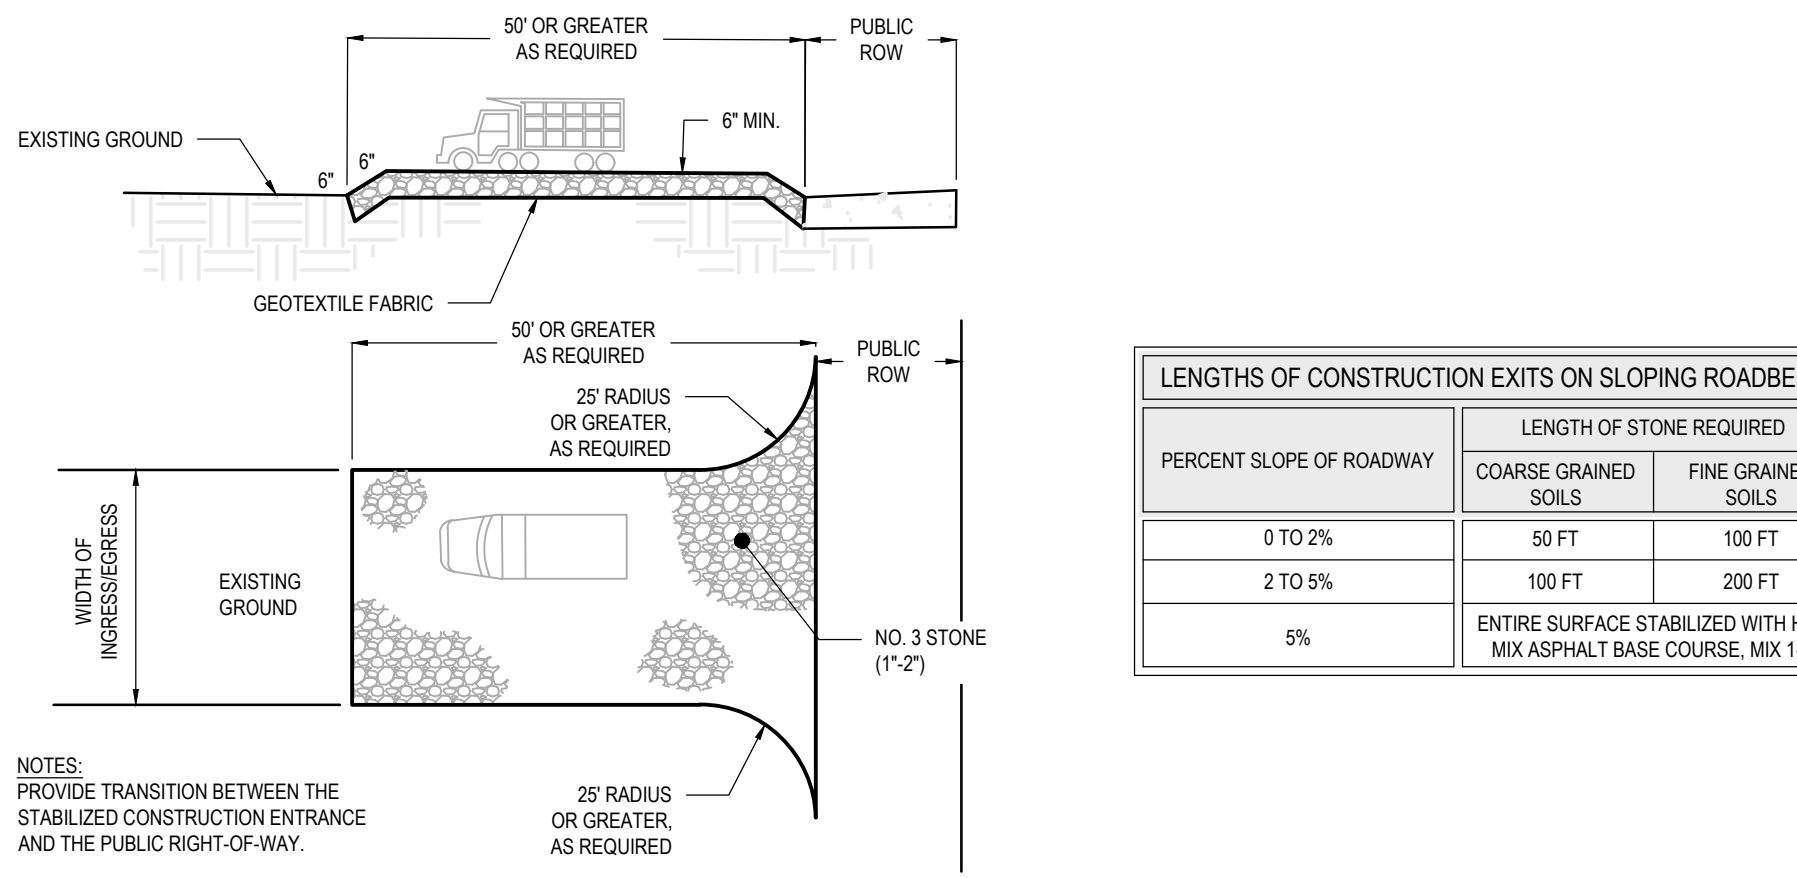 50' OR GREATER
AS REQUIRED
PUBLIC
ROW
EXISTING GROUND
6" MIN.
6"
6"
GEOTEXTILE FABRIC
50' OR GREATER
AS REQUIRED
PUBLIC
ROW
25' RADIUS
OR GREATER,
AS REQUIRED
WIDTH OF
INGRESS/EGRESS
EXISTING
GROUND
NO. 3 STONE
(1"-2")
25' RADIUS
OR GREATER,
AS REQUIRED
NOTES:
PROVIDE TRANSITION BETWEEN THE
STABILIZED CONSTRUCTION ENTRANCE
AND THE PUBLIC RIGHT-OF-WAY.
LENGTHS OF CONSTRUCTION EXITS ON SLOPING
PERCENT SLOPE OF ROADWAY
LENGTH OF STONE REQUIRED
COARSE GRAINED
SOILS
FINE
SOILS
0 TO 2%
50 FT
100 FT
2 TO 5%
100 FT
200 FT
5%
ENTIRE SURFACE STABILIZED WITH
MIX ASPHALT BASE COURSE, MIX